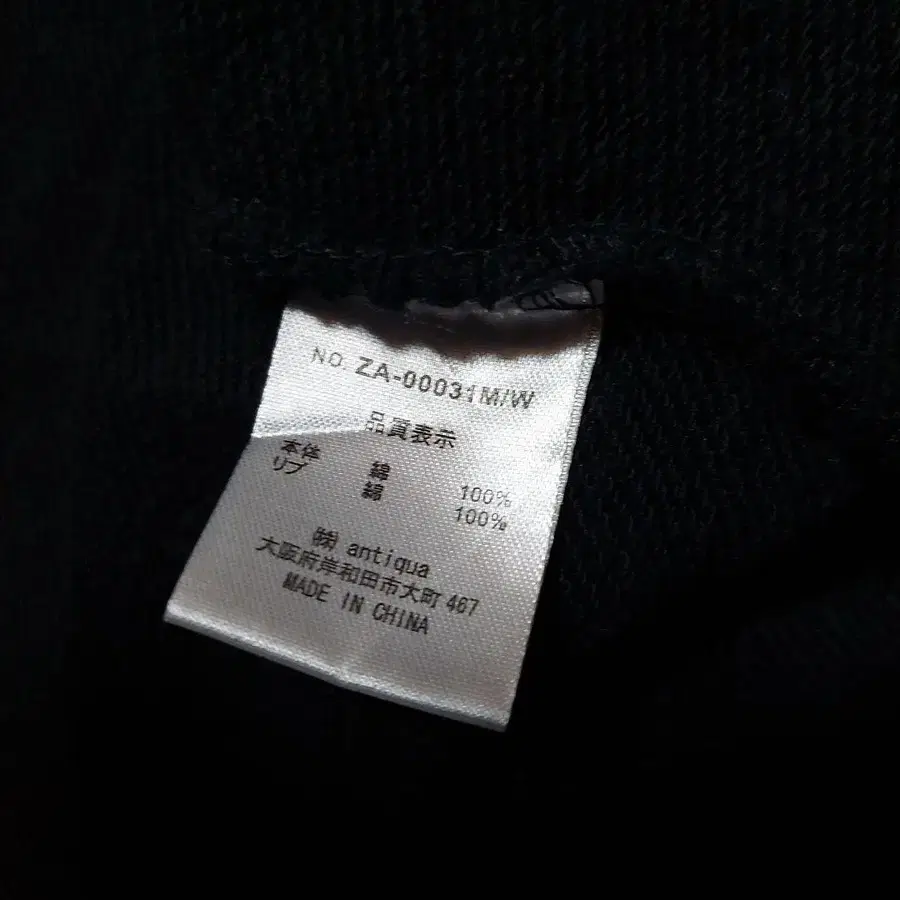 NO. ZA-00031M/W
品質表示
本体 綿 100%
リブ 綿 100%
㈱ antiqua
大阪府岸和田市大町 467
MADE IN CHINA